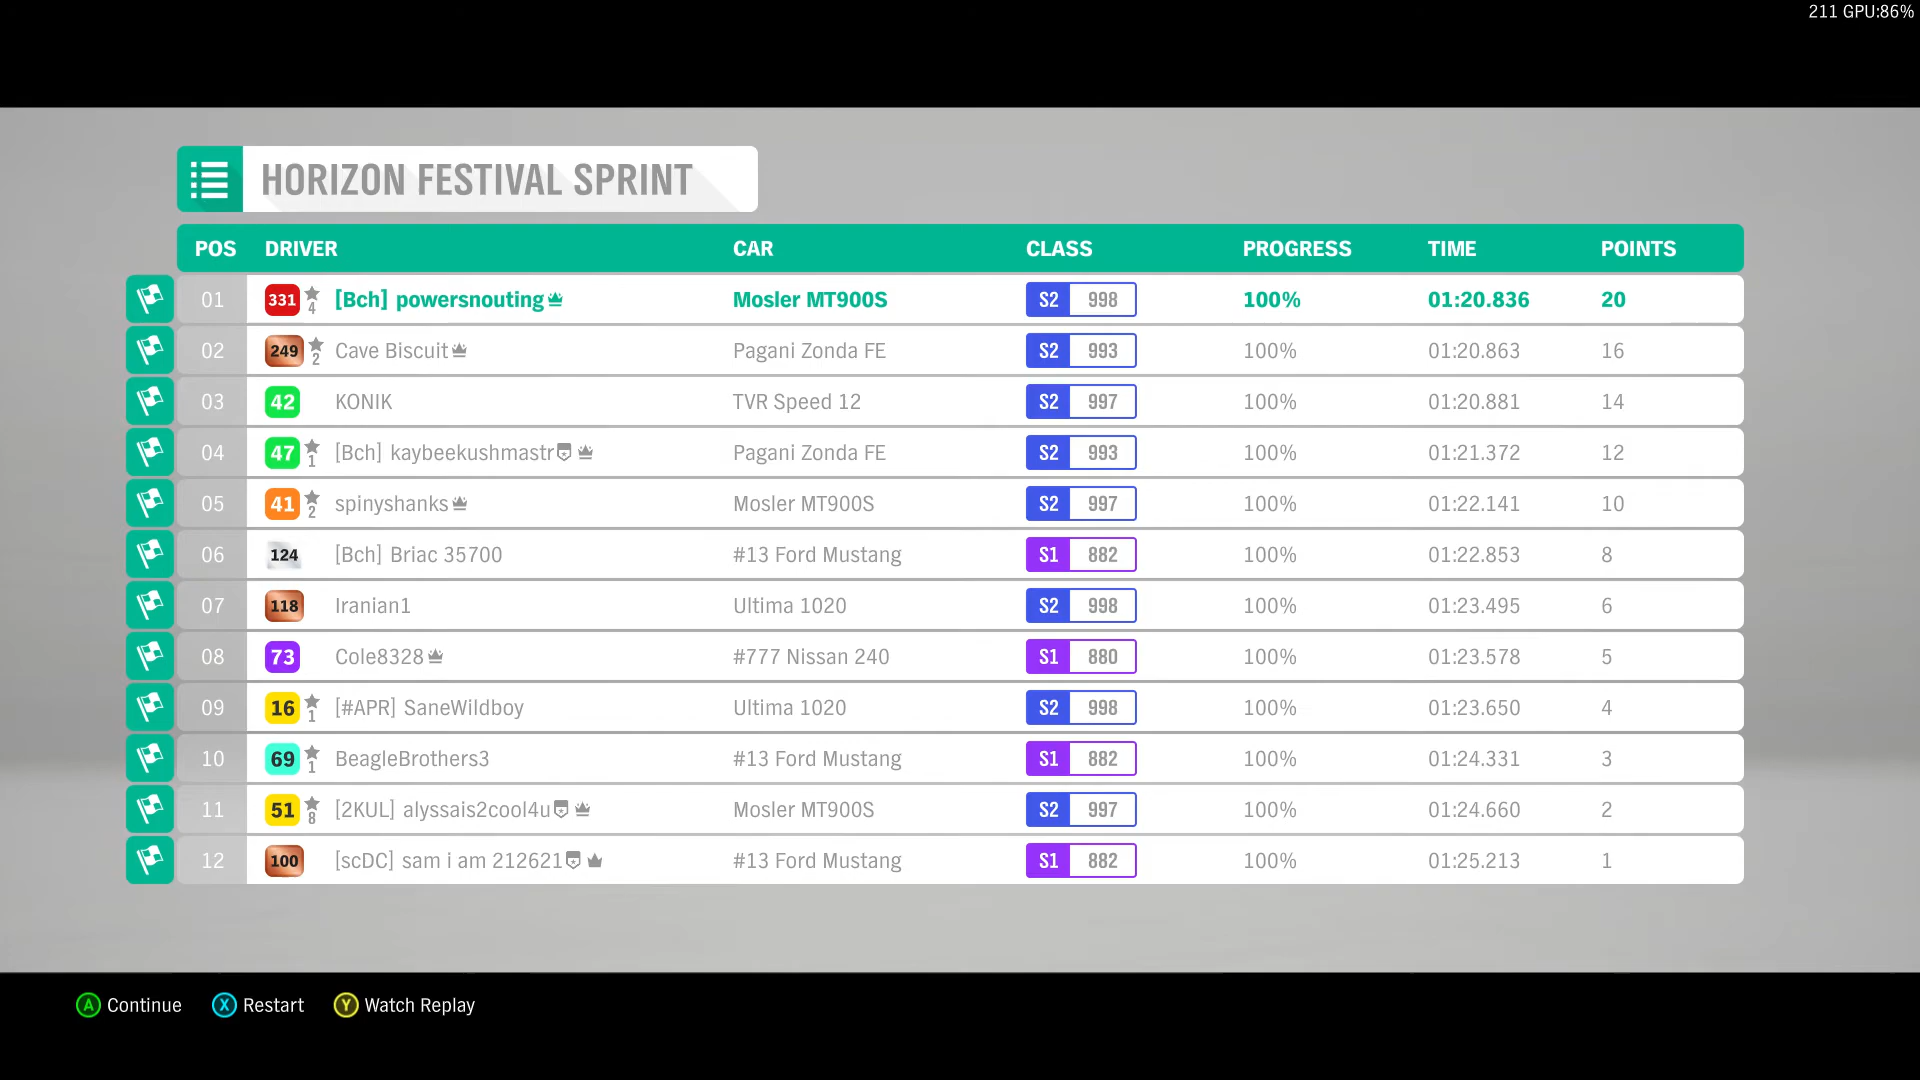 211 GPU:86%
HORIZON FESTIVAL SPRINT
POS DRIVER CAR CLASS PROGRESS TIME POINTS
01 331 4 [Bch] powersnouting Mosler MT900S S2 998 100% 01:20.836 20
02 249 2 Cave Biscuit Pagani Zonda FE S2 993 100% 01:20.863 16
03 42 KONIK TVR Speed 12 S2 997 100% 01:20.881 14
04 47 1 [Bch] kaybeekushmastr Pagani Zonda FE S2 993 100% 01:21.372 12
05 41 2 spinyshanks Mosler MT900S S2 997 100% 01:22.141 10
06 124 [Bch] Briac 35700 #13 Ford Mustang S1 882 100% 01:22.853 8
07 118 Iranian1 Ultima 1020 S2 998 100% 01:23.495 6
08 73 Cole8328 #777 Nissan 240 S1 880 100% 01:23.578 5
09 16 1 [#APR] SaneWildboy Ultima 1020 S2 998 100% 01:23.650 4
10 69 1 BeagleBrothers3 #13 Ford Mustang S1 882 100% 01:24.331 3
11 51 8 [2KUL] alyssais2cool4u Mosler MT900S S2 997 100% 01:24.660 2
12 100 [scDC] sam i am 212621 #13 Ford Mustang S1 882 100% 01:25.213 1
A Continue X Restart Y Watch Replay